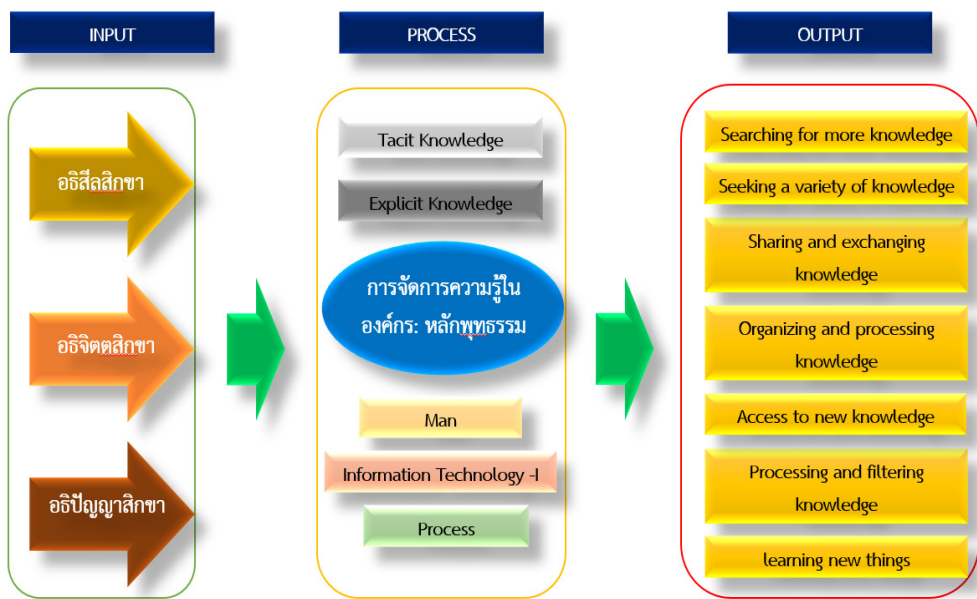 INPUT
อธิสีลสิกขา
อธิจิตตสิกขา
อธิปัญญาสิกขา
PROCESS
Tacit Knowledge
Explicit Knowledge
การจัดการความรู้ใน
องค์กร: หลักพุทธรรม
Man
Information Technology -I
Process
OUTPUT
Searching for more knowledge
Seeking a variety of knowledge
Sharing and exchanging
knowledge
Organizing and processing
knowledge
Access to new knowledge
Processing and filtering
knowledge
learning new things